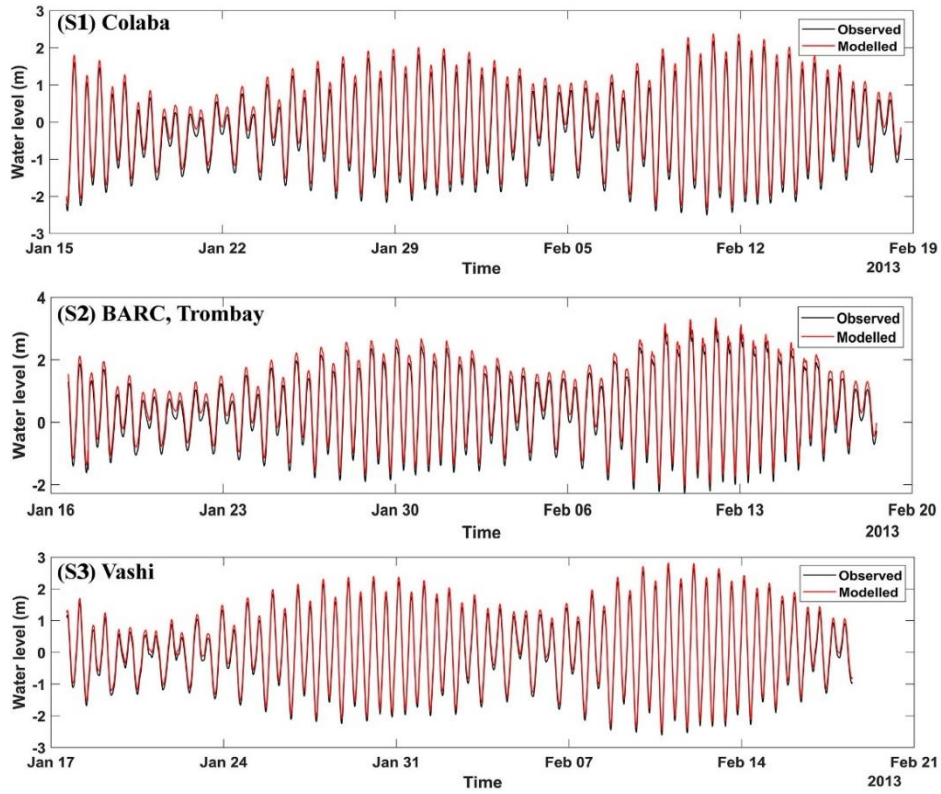 (S1) Colaba
Observed
Modelled
Water level (m)
3
2
1
0
-1
-2
-3
Jan 15 Jan 22 Jan 29 Feb 05 Feb 12 Feb 19
Time
2013
(S2) BARC, Trombay
Observed
Modelled
Water level (m)
4
2
0
-2
Jan 16 Jan 23 Jan 30 Feb 06 Feb 13 Feb 20
Time
2013
(S3) Vashi
Observed
Modelled
Water level (m)
3
2
1
0
-1
-2
-3
Jan 17 Jan 24 Jan 31 Feb 07 Feb 14 Feb 21
Time
2013